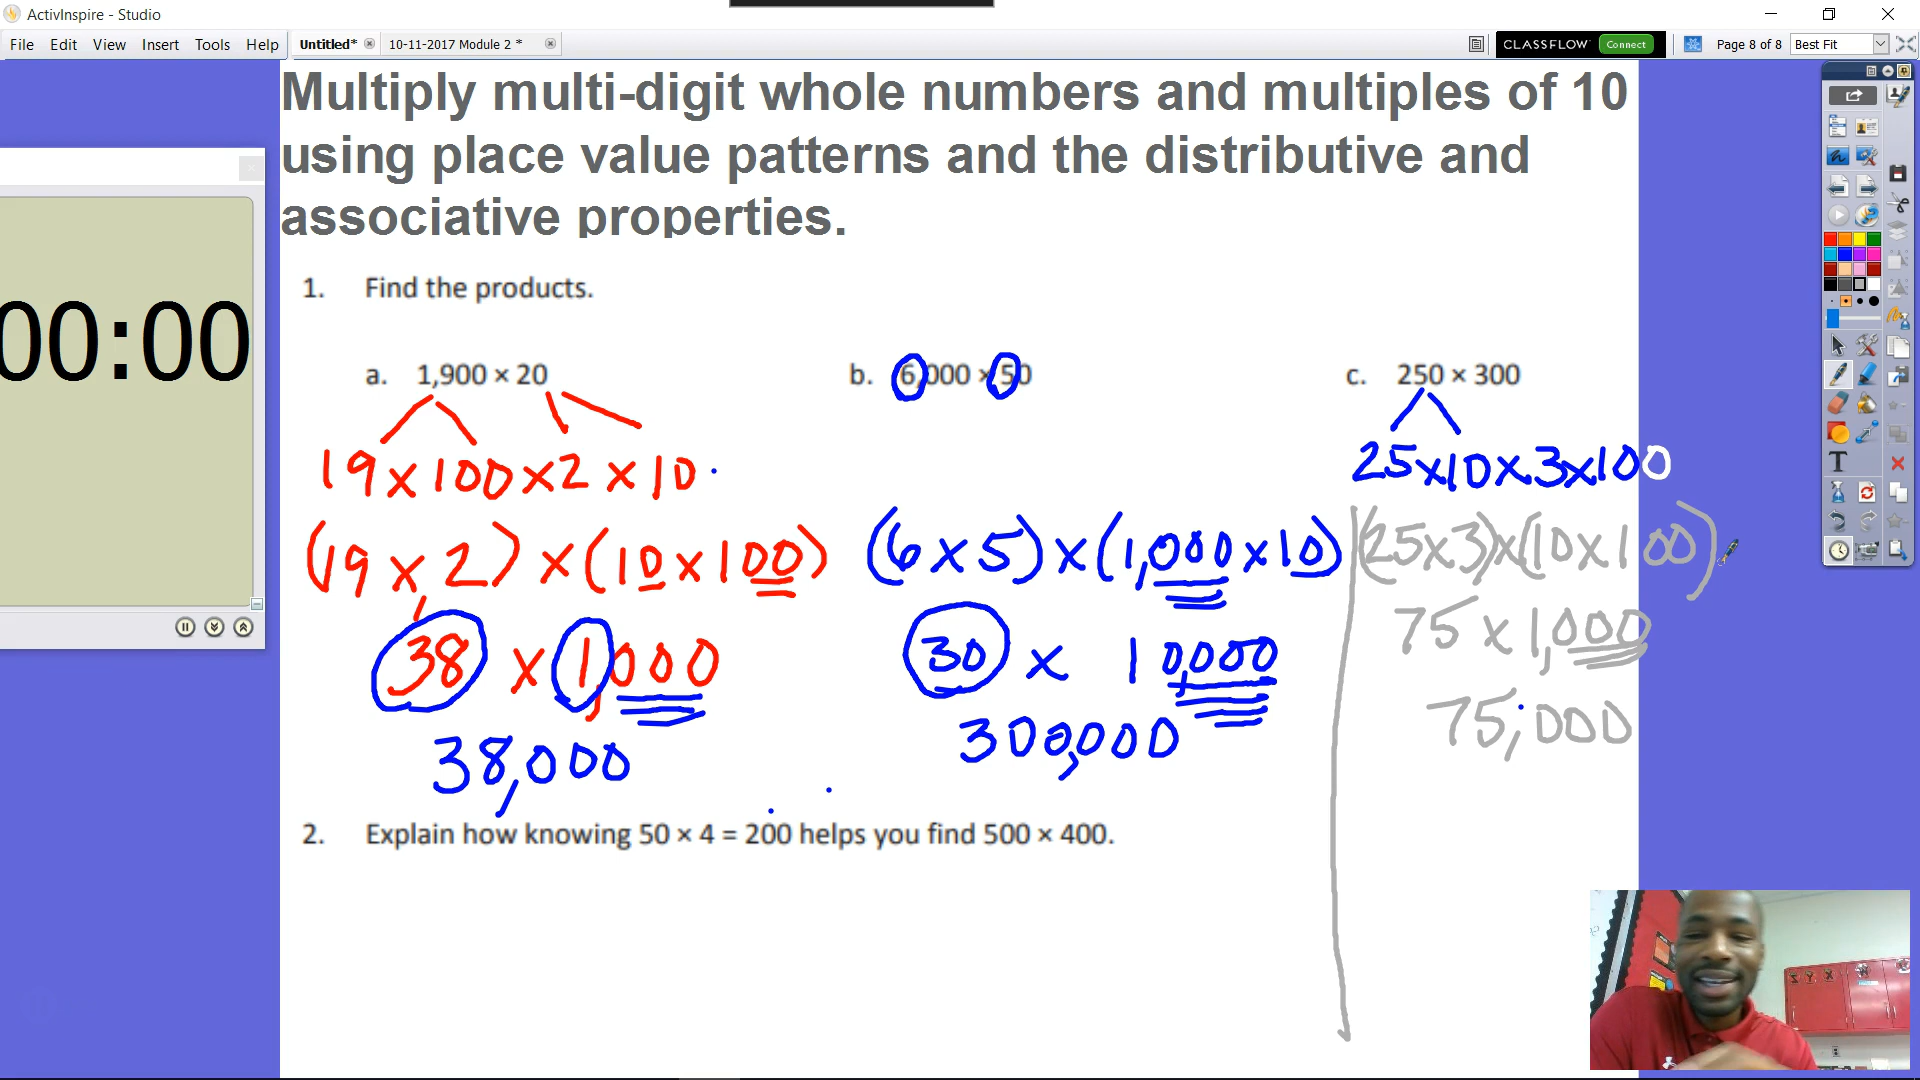 ActivInspire - Studio
File Edit View Insert Tools Help Untitled* 10-11-2017 Module 2 * CLASSFLOW Connect Page 8 of 8 Best Fit
Multiply multi-digit whole numbers and multiples of 10
using place value patterns and the distributive and
associative properties.
00:00
1. Find the products.
a. 1,900 × 20
19 × 100 × 2 × 10
(19 × 2) × (10 × 100)
38 × 1,000
38,000
b. 6,000 × 50
(6 × 5) × (1,000 × 10)
30 × 10,000
300,000
c. 250 × 300
25 × 10 × 3 × 100
(25 × 3) × (10 × 100)
75 × 1,000
75,000
2. Explain how knowing 50 × 4 = 200 helps you find 500 × 400.
T